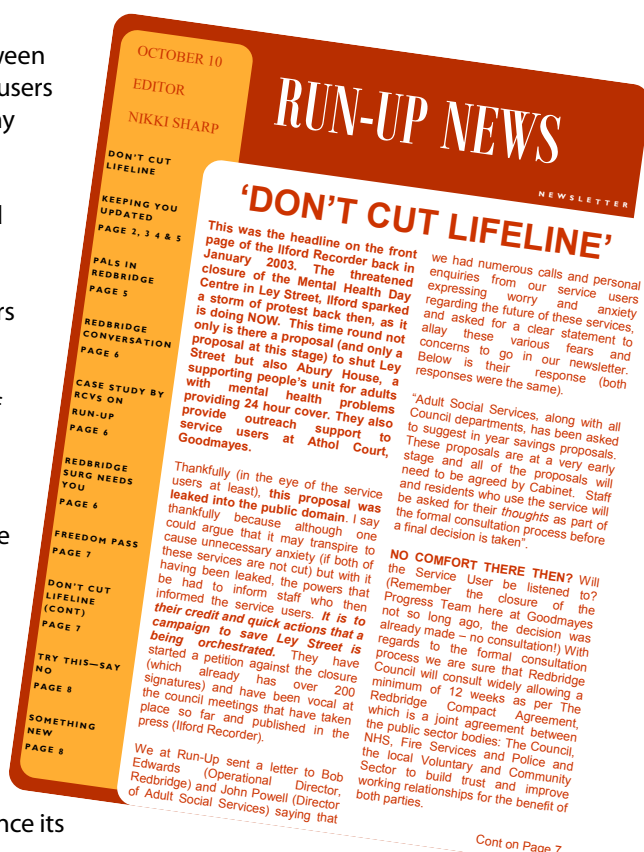 ween
users
rs
e
nce its
OCTOBER 10
EDITOR
NIKKI SHARP
DON'T CUT
LIFELINE
KEEPING YOU
UPDATED
PAGE 2, 3 4 & 5
PALS IN
REDBRIDGE
PAGE 5
REDBRIDGE
CONVERSATION
PAGE 6
CASE STUDY BY
RCVS ON
RUN-UP
PAGE 6
REDBRIDGE
SURG NEEDS
YOU
PAGE 6
FREEDOM PASS
PAGE 7
DON'T CUT
LIFELINE
(CONT)
PAGE 7
TRY THIS—SAY
NO
PAGE 8
SOMETHING
NEW
PAGE 8
RUN-UP NEWS
NEWSLETTER
'DON'T CUT LIFELINE'
This was the headline on the front
page of the Ilford Recorder back in
January 2003. The threatened
closure of the Mental Health Day
Centre in Ley Street, Ilford sparked
a storm of protest back then, as it
is doing NOW. This time round not
only is there a proposal (and only a
proposal at this stage) to shut Ley
Street but also Abury House, a
supporting people's unit for adults
with mental health problems
providing 24 hour cover. They also
provide outreach support to
service users at Athol Court,
Goodmayes.
Thankfully (in the eye of the service
users at least), this proposal was
leaked into the public domain. I say
thankfully because although one
could argue that it may transpire to
cause unnecessary anxiety (if both of
these services are not cut) but with it
having been leaked, the powers that
be had to inform staff who then
informed the service users. It is to
their credit and quick actions that a
campaign to save Ley Street is
being orchestrated. They have
started a petition against the closure
(which already has over 200
signatures) and have been vocal at
the council meetings that have taken
place so far and published in the
press (Ilford Recorder).
We at Run-Up sent a letter to Bob
Edwards (Operational Director,
Redbridge) and John Powell (Director
of Adult Social Services) saying that
we had numerous calls and personal
enquiries from our service users
expressing worry and anxiety
regarding the future of these services,
and asked for a clear statement to
allay these various fears and
concerns to go in our newsletter.
Below is their response (both
responses were the same).
"Adult Social Services, along with all
Council departments, has been asked
to suggest in year savings proposals.
These proposals are at a very early
stage and all of the proposals will
need to be agreed by Cabinet. Staff
and residents who use the service will
be asked for their thoughts as part of
the formal consultation process before
a final decision is taken".
NO COMFORT THERE THEN? Will
the Service User be listened to?
(Remember the closure of the
Progress Team here at Goodmayes
not so long ago, the decision was
already made – no consultation!) With
regards to the formal consultation
process we are sure that Redbridge
Council will consult widely allowing a
minimum of 12 weeks as per The
Redbridge Compact Agreement,
which is a joint agreement between
the public sector bodies: The Council,
NHS, Fire Services and Police and
the local Voluntary and Community
Sector to build trust and improve
working relationships for the benefit of
both parties.
Cont on Page 7